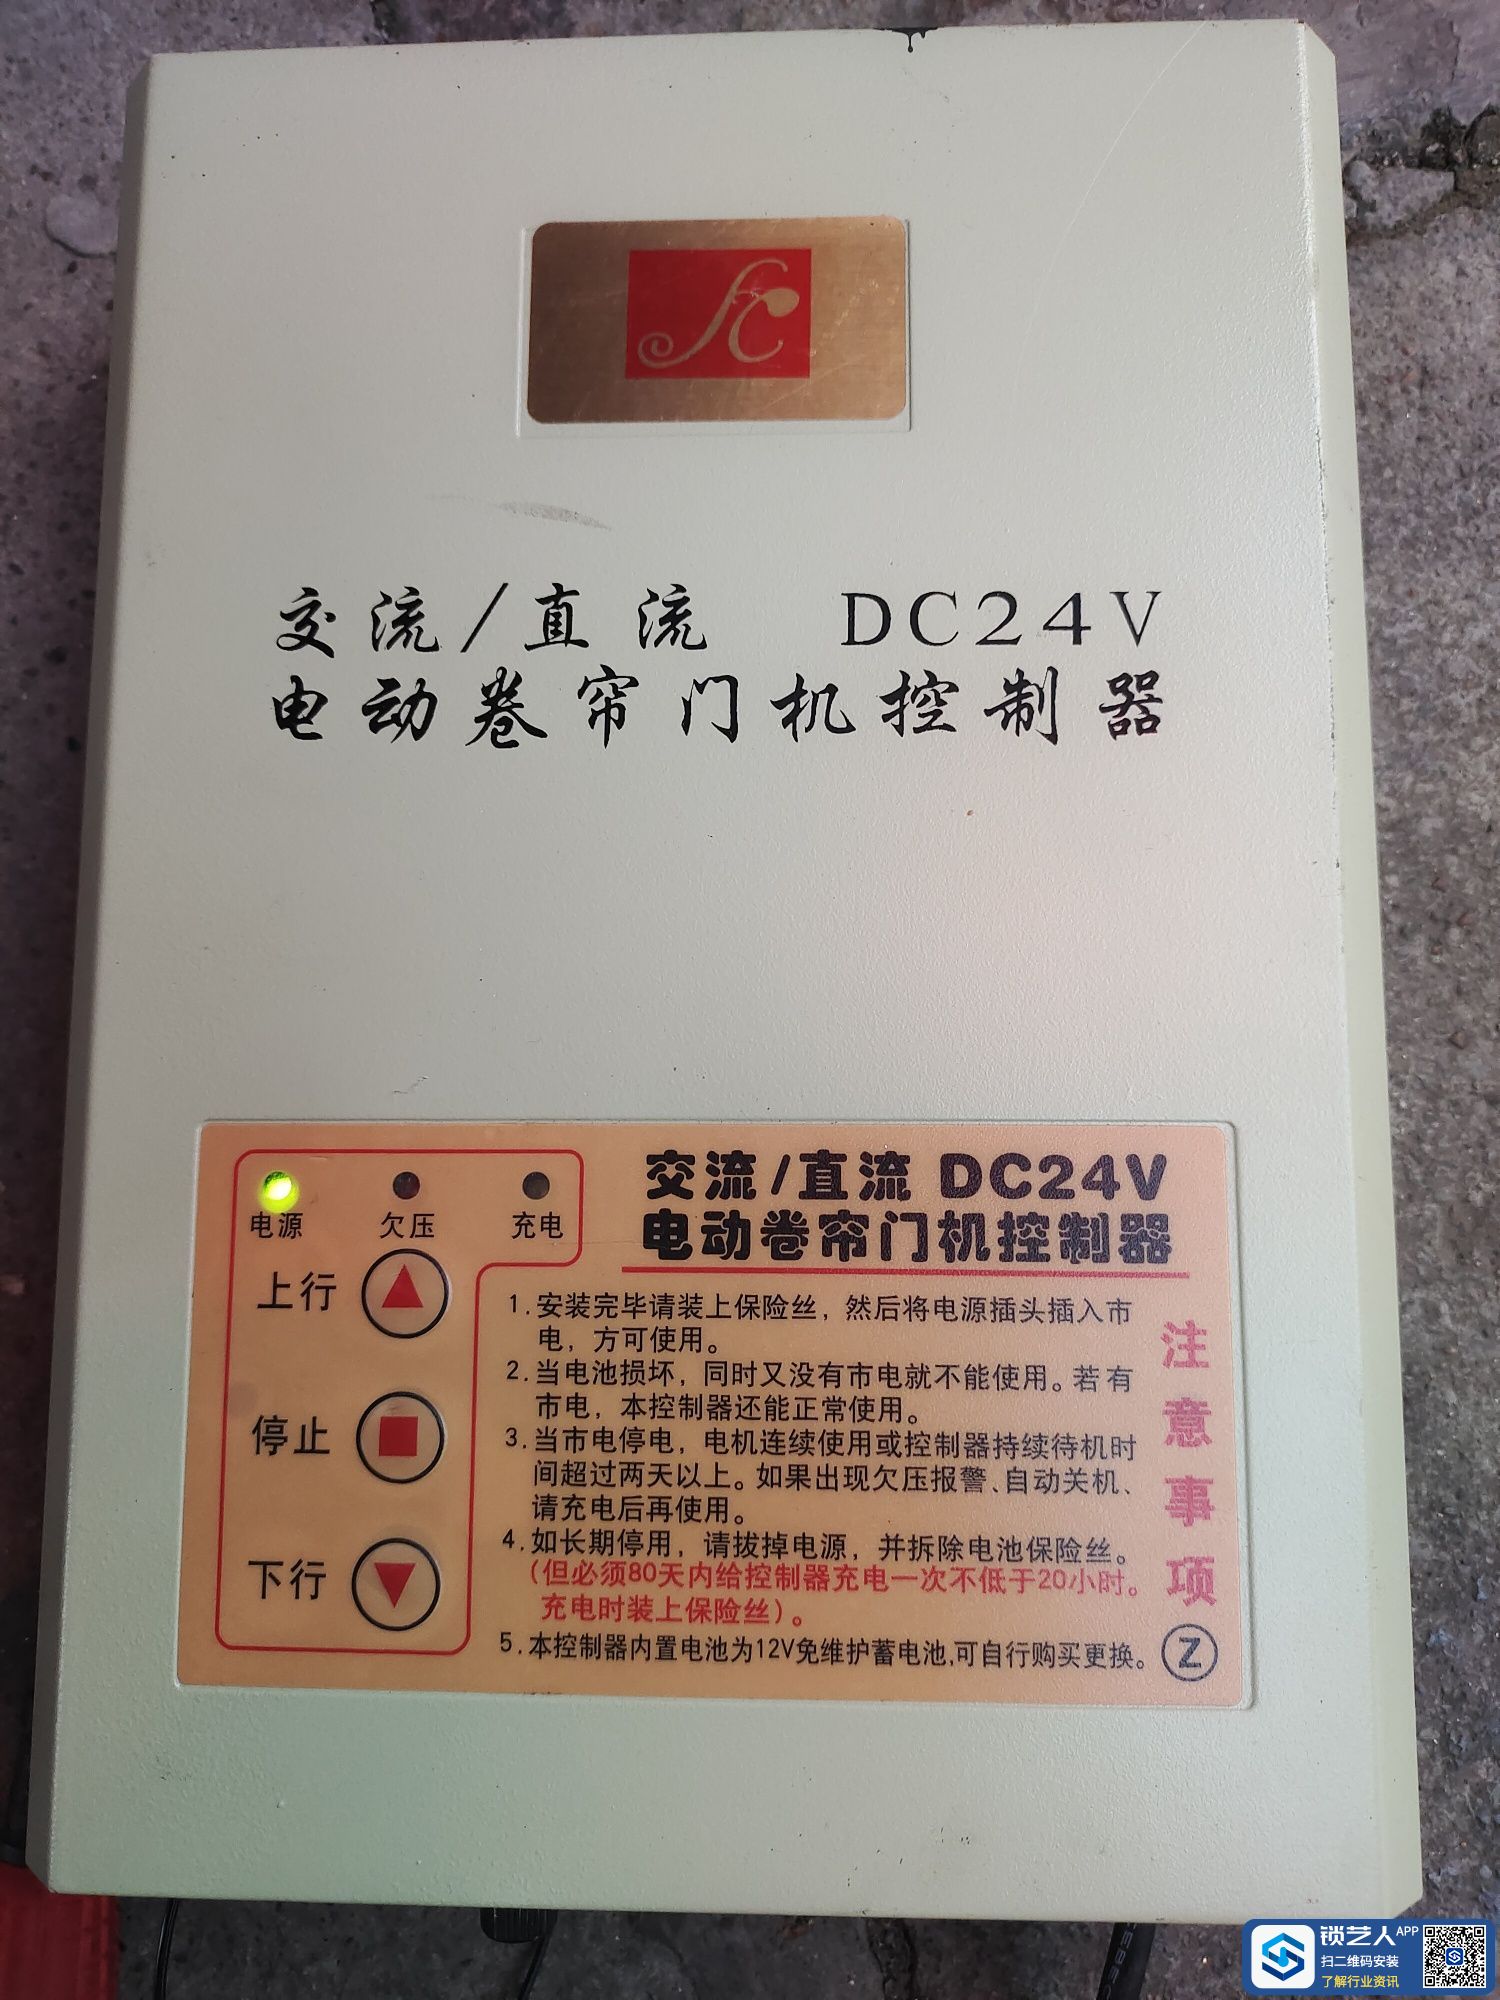 fC
交流/直流 DC24V
电动卷帘门机控制器
电源 欠压 充电
上行
停止
下行
交流/直流 DC24V
电动卷帘门机控制器
1.安装完毕请装上保险丝，然后将电源插头插入市
电，方可使用。
2.当电池损坏，同时又没有市电就不能使用。若有
市电，本控制器还能正常使用。
3.当市电停电，电机连续使用或控制器持续待机时
间超过两天以上。如果出现欠压报警、自动关机、
请充电后再使用。
4.如长期停用，请拔掉电源，并拆除电池保险丝。
(但必须80天内给控制器充电一次不低于20小时。
充电时装上保险丝)。
5.本控制器内置电池为12V免维护蓄电池,可自行购买更换。
注意事项
Z
锁艺人APP
扫二维码安装
了解行业资讯